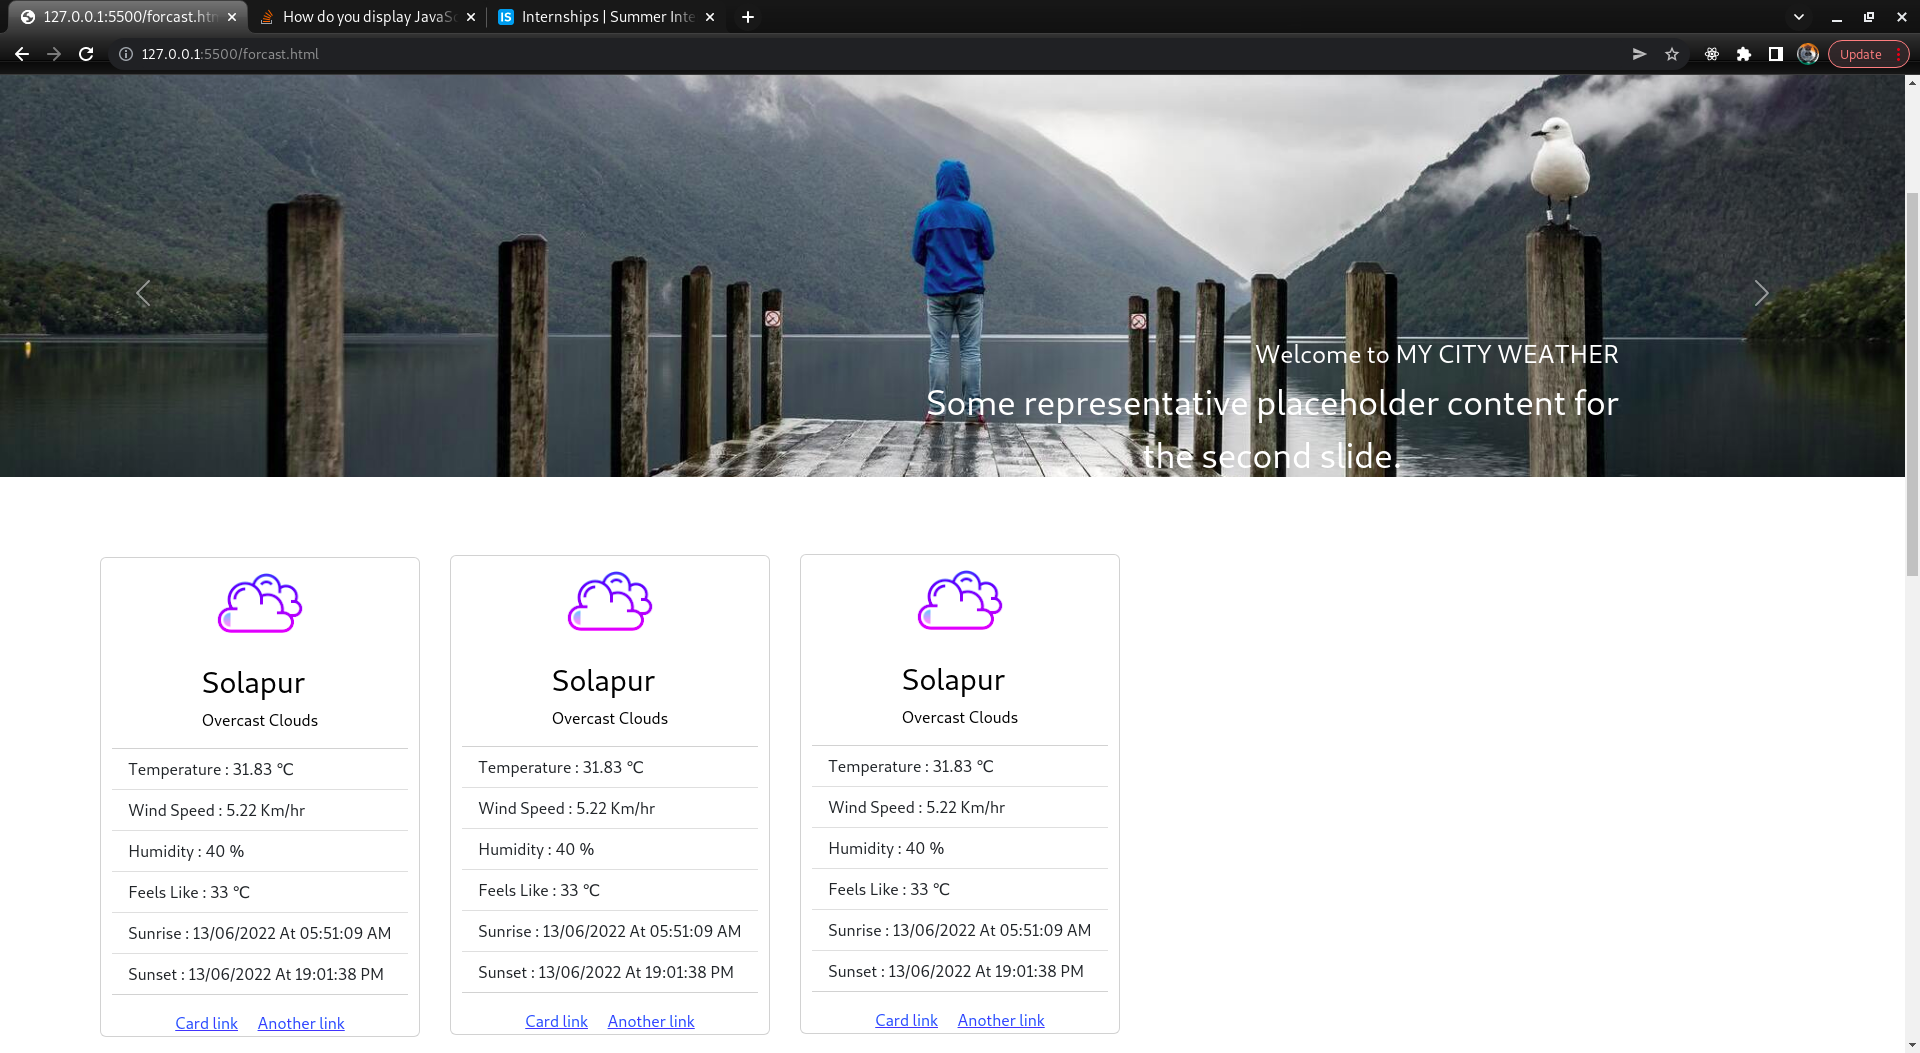 127.0.0.1:5500/forcast.htm
How do you display JavaSc
IS Internships | Summer Inte
127.0.0.1:5500/forcast.html
Update
Welcome to MY CITY WEATHER
Some representative placeholder content for
the second slide.
Solapur
Overcast Clouds
Temperature : 31.83 °C
Wind Speed : 5.22 Km/hr
Humidity : 40 %
Feels Like : 33 °C
Sunrise : 13/06/2022 At 05:51:09 AM
Sunset : 13/06/2022 At 19:01:38 PM
Card link Another link
Solapur
Overcast Clouds
Temperature : 31.83 °C
Wind Speed : 5.22 Km/hr
Humidity : 40 %
Feels Like : 33 °C
Sunrise : 13/06/2022 At 05:51:09 AM
Sunset : 13/06/2022 At 19:01:38 PM
Card link Another link
Solapur
Overcast Clouds
Temperature : 31.83 °C
Wind Speed : 5.22 Km/hr
Humidity : 40 %
Feels Like : 33 °C
Sunrise : 13/06/2022 At 05:51:09 AM
Sunset : 13/06/2022 At 19:01:38 PM
Card link Another link